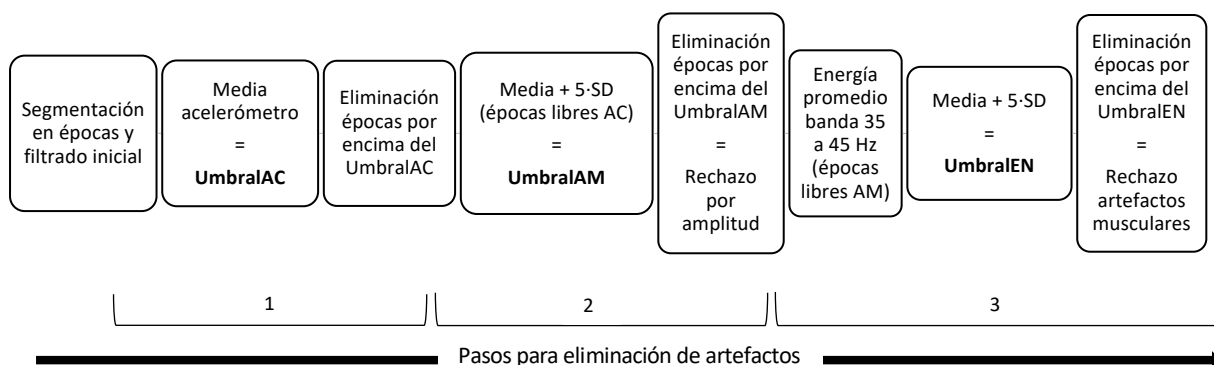 Segmentación
en épocas y
filtrado inicial
Media
acelerómetro
=
UmbralAC
Eliminación
épocas por
encima del
UmbralAC
Media + 5·SD
(épocas libres AC)
=
UmbralAM
Eliminación
épocas por
encima del
UmbralAM
=
Rechazo
por
amplitud
Energía
promedio
banda 35
a 45 Hz
(épocas
libres AM)
Media + 5·SD
=
UmbralEN
Eliminación
épocas por
encima del
UmbralEN
=
Rechazo
artefactos
musculares
1
2
3
Pasos para eliminación de artefactos